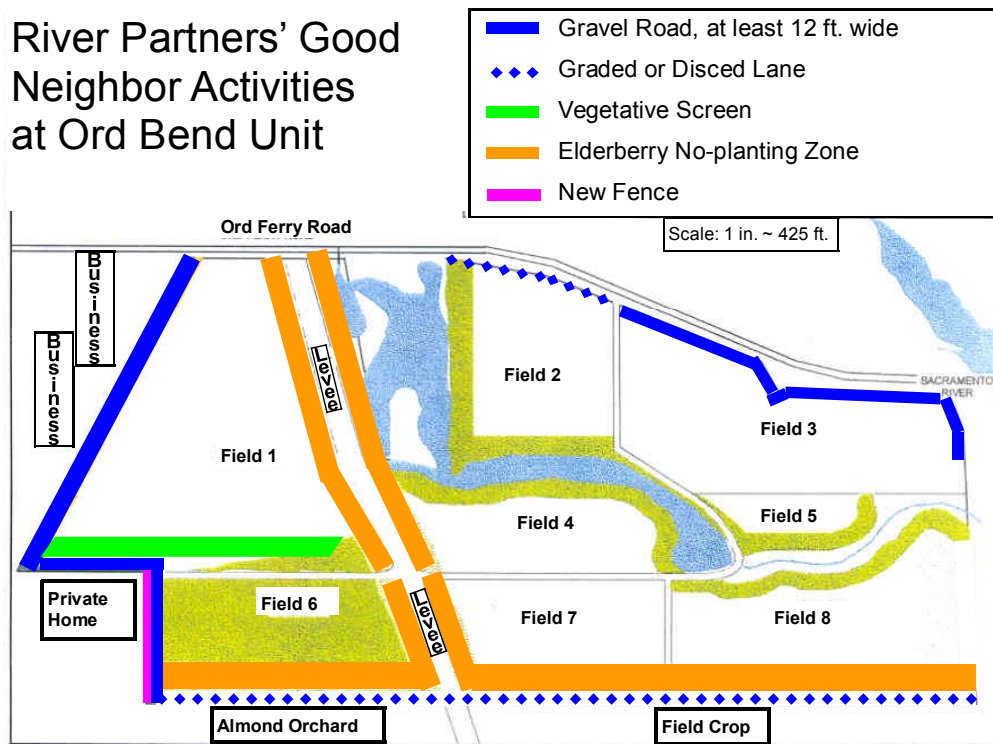 River Partners' Good
Neighbor Activities
at Ord Bend Unit
Gravel Road, at least 12 ft. wide
Graded or Disced Lane
Vegetative Screen
Elderberry No-planting Zone
New Fence
Ord Ferry Road
Scale: 1 in. ~ 425 ft.
Business
Business
Levee
Field 2
SACRAMENTO
RIVER
Field 3
Field 1
Field 4
Field 5
Private
Home
Field 6
Levee
Field 7
Field 8
Almond Orchard
Field Crop